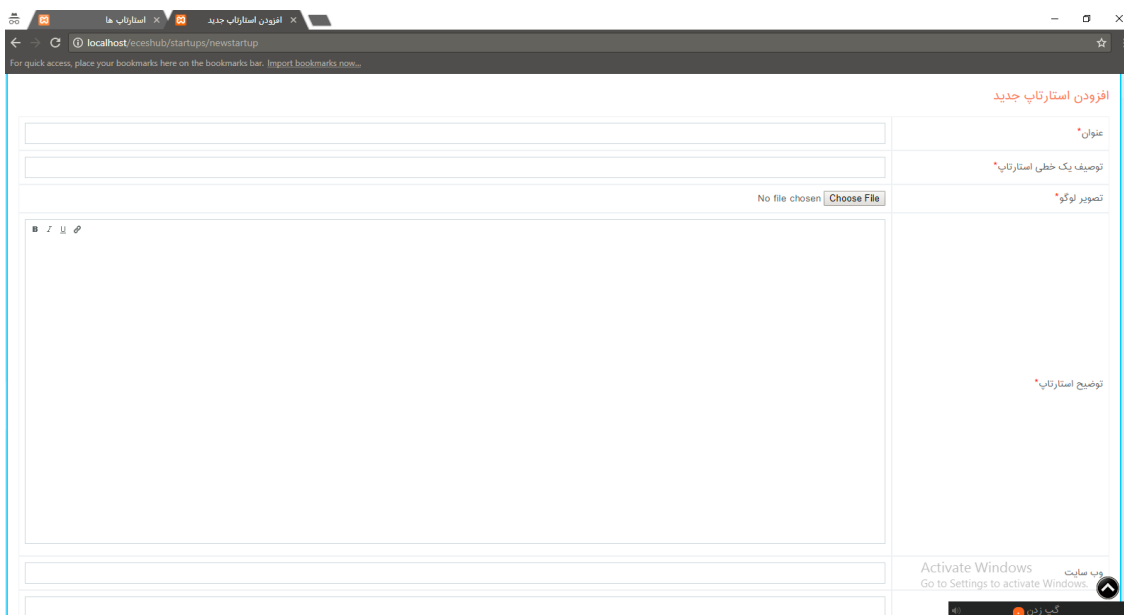 استارتاپ ها ×
افزودن استارتاپ جدید ×
localhost/eceshub/startups/newstartup
For quick access, place your bookmarks here on the bookmarks bar. Import bookmarks now...
افزودن استارتاپ جدید
عنوان*
توصیف یک خطی استارتاپ*
تصویر لوگو*
Choose File No file chosen
B I U
توضیح استارتاپ*
وب سایت
Activate Windows
Go to Settings to activate Windows.
گپ زدن